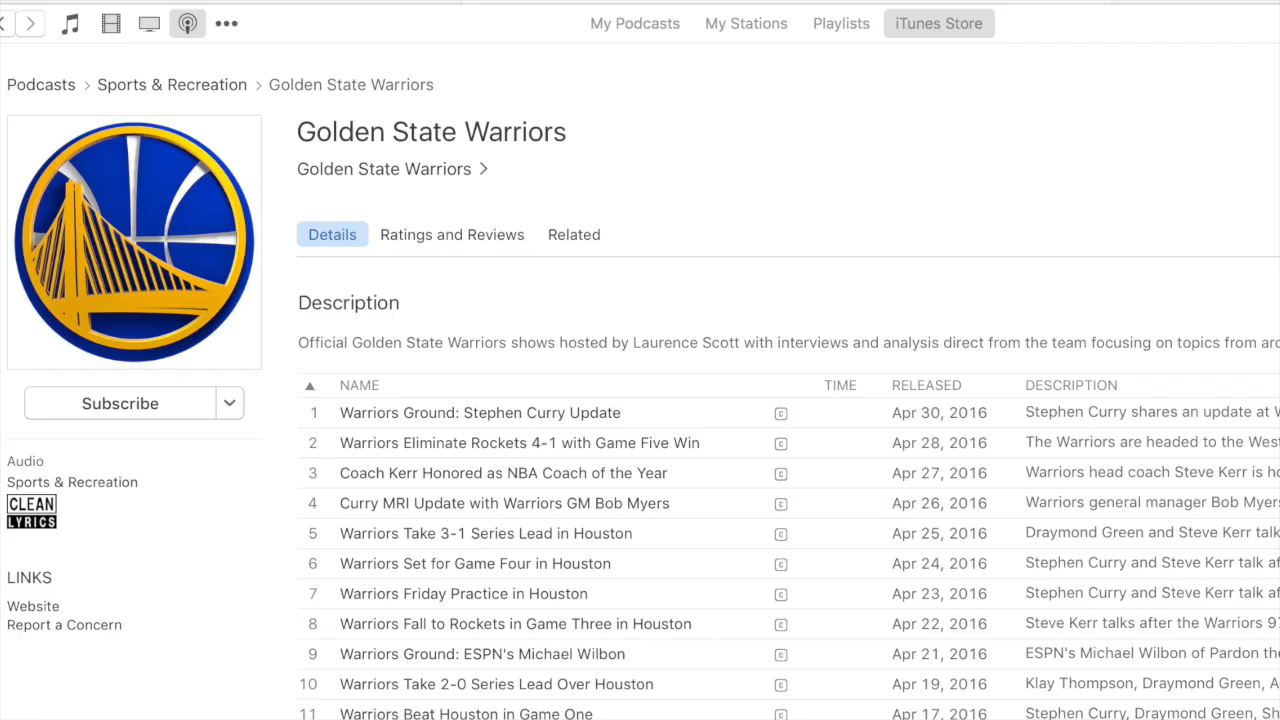 My Podcasts My Stations Playlists iTunes Store
Podcasts > Sports & Recreation > Golden State Warriors
Golden State Warriors
Golden State Warriors >
Details Ratings and Reviews Related
Description
Official Golden State Warriors shows hosted by Laurence Scott with interviews and analysis direct from the team focusing on topics from
Subscribe
Audio
Sports & Recreation
CLEAN
LYRICS
LINKS
Website
Report a Concern
▲ NAME TIME RELEASED DESCRIPTION
1 Warriors Ground: Stephen Curry Update C Apr 30, 2016 Stephen Curry shares an update at
2 Warriors Eliminate Rockets 4-1 with Game Five Win C Apr 28, 2016 The Warriors are headed to the
3 Coach Kerr Honored as NBA Coach of the Year C Apr 27, 2016 Warriors head coach Steve Kerr is
4 Curry MRI Update with Warriors GM Bob Myers C Apr 26, 2016 Warriors general manager Bob Myers
5 Warriors Take 3-1 Series Lead in Houston C Apr 25, 2016 Draymond Green and Steve Kerr talk
6 Warriors Set for Game Four in Houston C Apr 24, 2016 Stephen Curry and Steve Kerr talk
7 Warriors Friday Practice in Houston C Apr 23, 2016 Stephen Curry and Steve Kerr talk
8 Warriors Fall to Rockets in Game Three in Houston C Apr 22, 2016 Steve Kerr talks after the Warriors
9 Warriors Ground: ESPN's Michael Wilbon C Apr 21, 2016 ESPN's Michael Wilbon of Pardon
10 Warriors Take 2-0 Series Lead Over Houston C Apr 19, 2016 Klay Thompson, Draymond Green,
11 Warriors Beat Houston in Game One C Apr 17, 2016 Stephen Curry, Draymond Green,